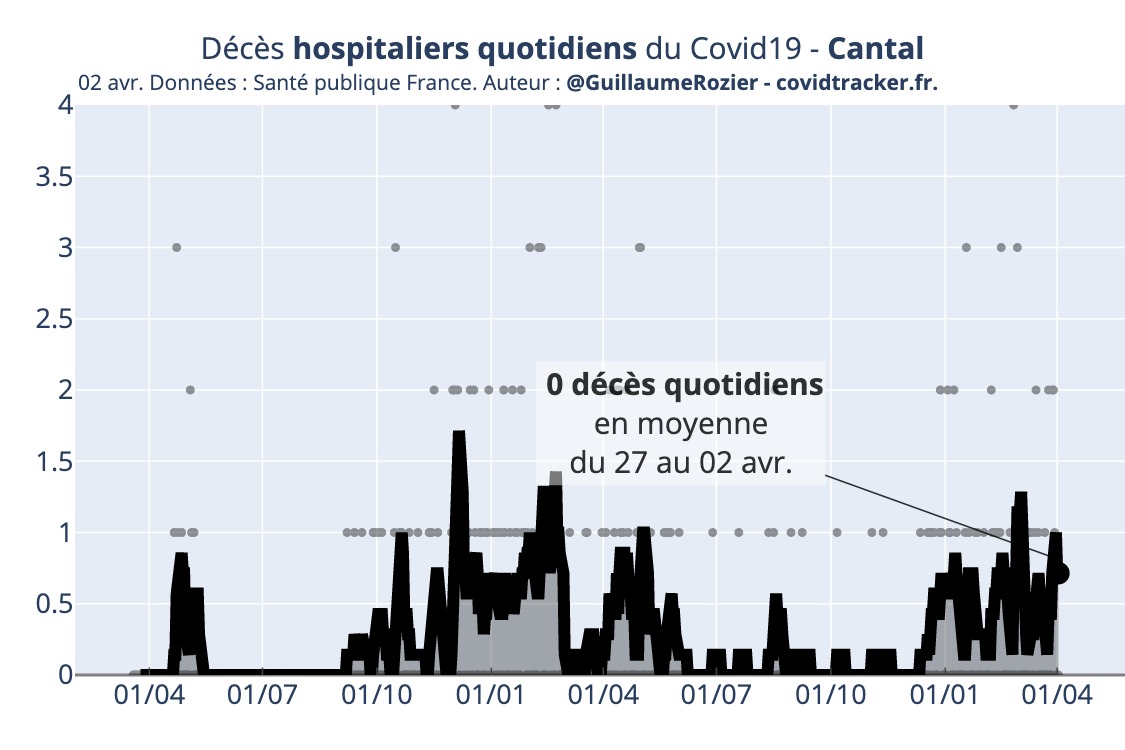 Décès hospitaliers quotidiens du Covid19 - Cantal
02 avr. Données : Santé publique France. Auteur : @GuillaumeRozier - covidtracker.fr.
4
3.5
3
2.5
2
1.5
1
0.5
0
0 décès quotidiens
en moyenne
du 27 au 02 avr.
01/04 01/07 01/10 01/01 01/04 01/07 01/10 01/01 01/04